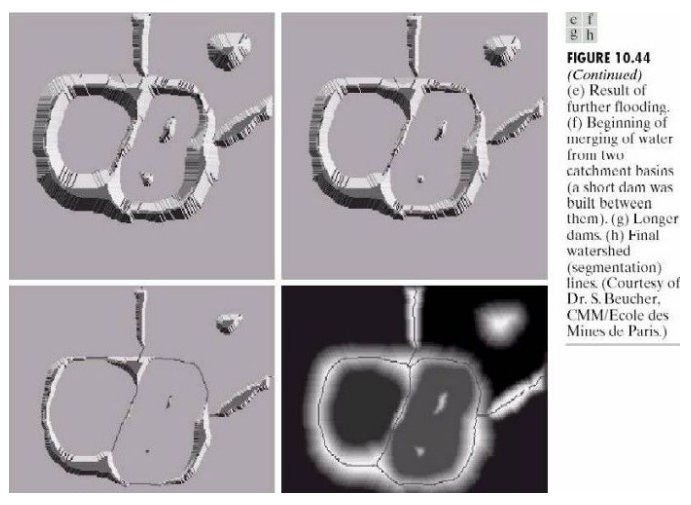 e f
g h
FIGURE 10.44
(Continued)
(e) Result of
further flooding.
(f) Beginning of
merging of water
from two
catchment basins
(a short dam was
built between
them). (g) Longer
dams. (h) Final
watershed
(segmentation)
lines. (Courtesy of
Dr. S. Beucher,
CMM/Ecole des
Mines de Paris.)